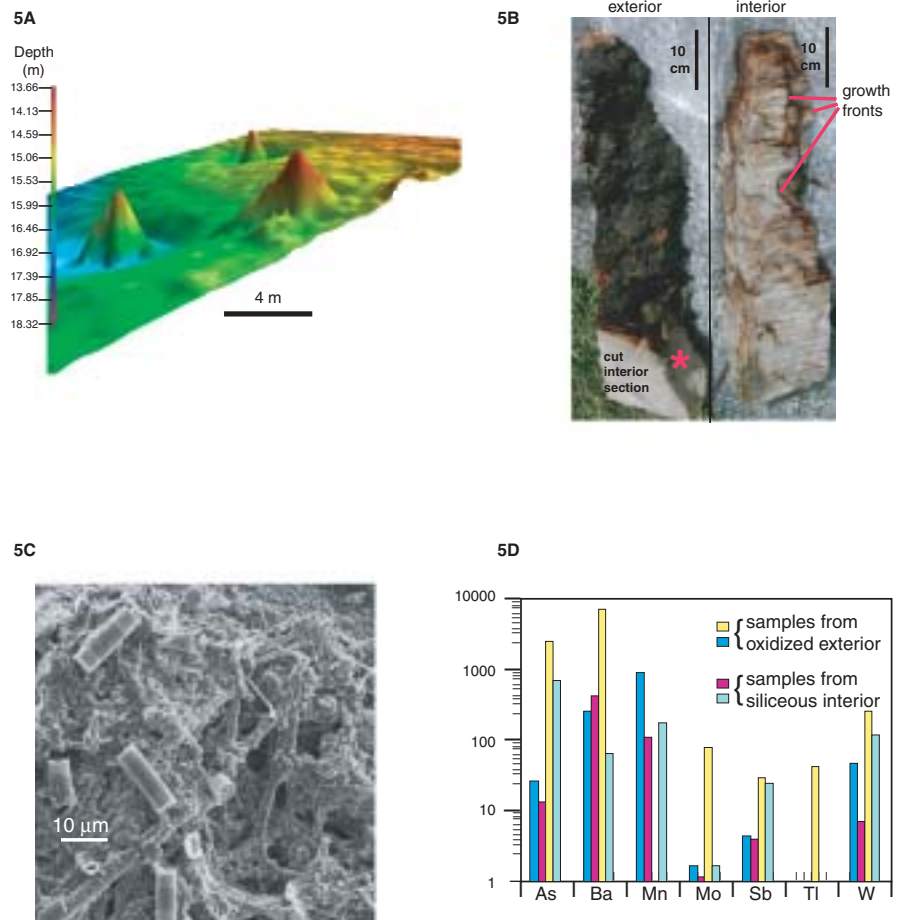 5A
Depth
(m)
13.66
14.13
14.59
15.06
15.53
15.99
16.46
16.92
17.39
17.85
18.32
4 m
5B
exterior
interior
10
cm
10
cm
growth
fronts
cut
interior
section
*
5C
10 μm
5D
10000
1000
100
10
1
{ samples from
oxidized exterior
{ samples from
siliceous interior
As Ba Mn Mo Sb Tl W